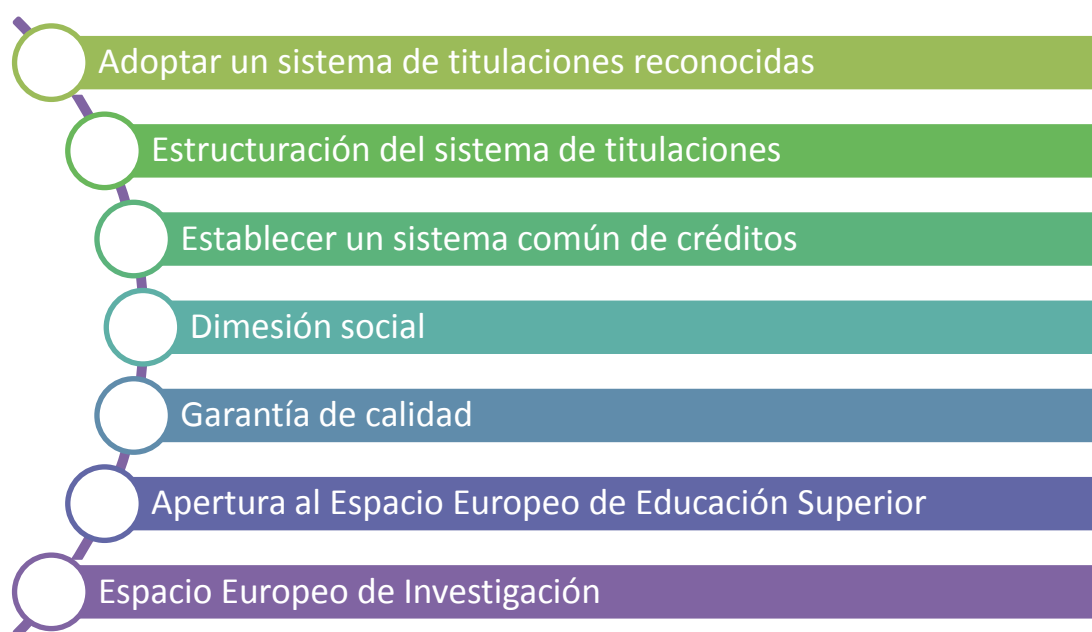 Adoptar un sistema de titulaciones reconocidas
Estructuración del sistema de titulaciones
Establecer un sistema común de créditos
Dimesión social
Garantía de calidad
Apertura al Espacio Europeo de Educación Superior
Espacio Europeo de Investigación